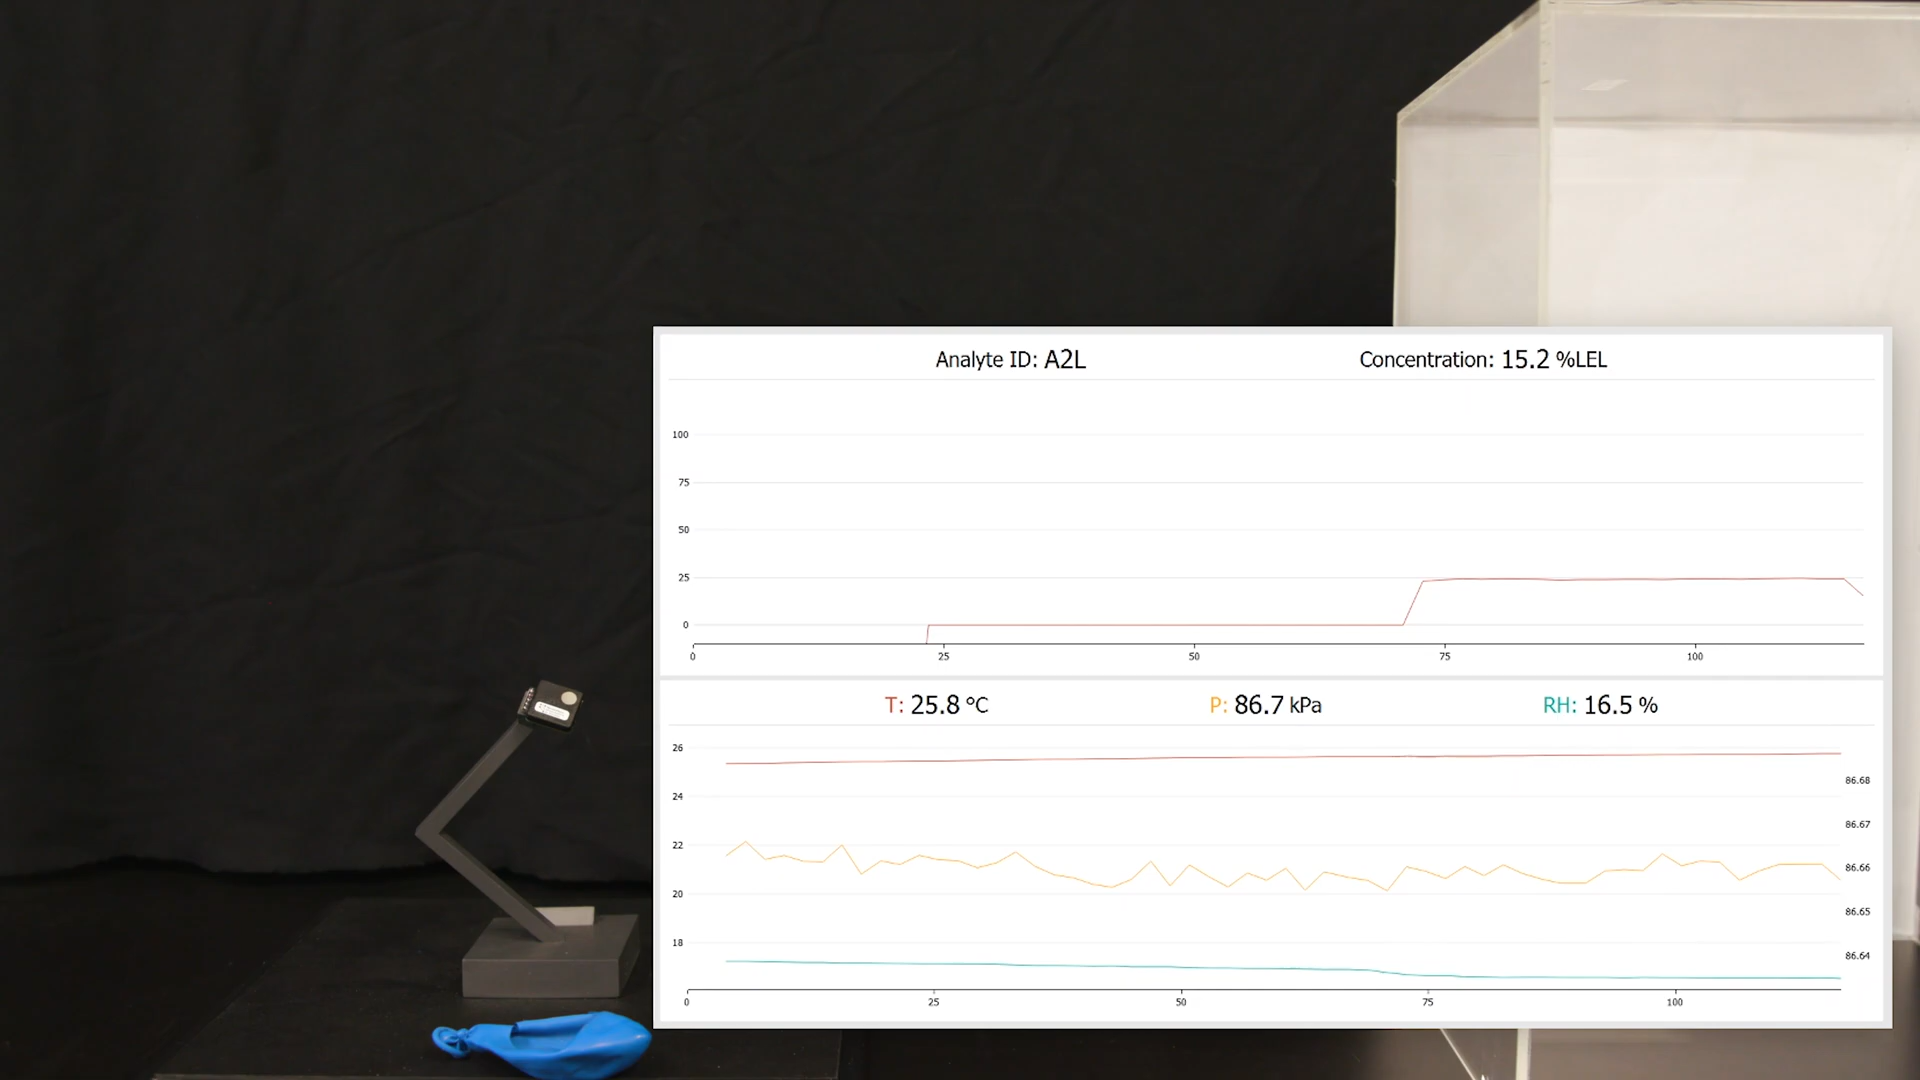 Analyte ID: A2L
Concentration: 15.2 %LEL
100
75
50
25
0
0 25 50 75 100
T: 25.8 °C
P: 86.7 kPa
RH: 16.5 %
26
24
22
20
18
86.68
86.67
86.66
86.65
86.64
0 25 50 75 100